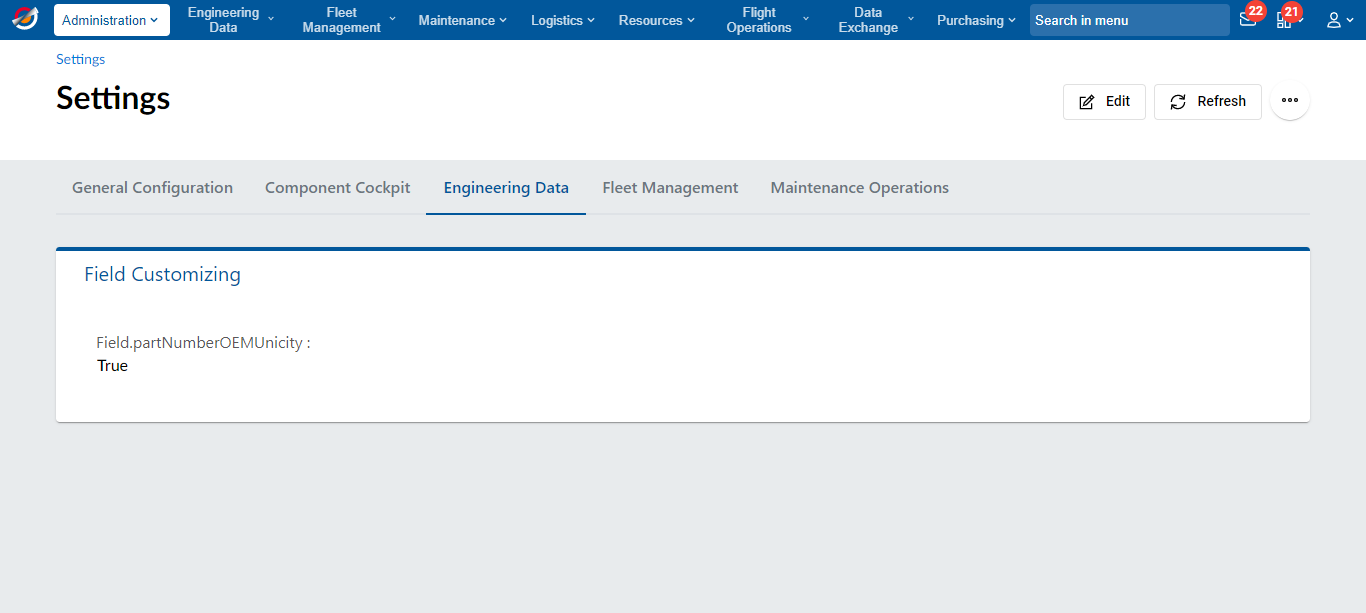 Administration
Engineering
Data
Fleet
Management
Maintenance
Logistics
Resources
Flight
Operations
Data
Exchange
Purchasing
Search in menu
22
21
Settings
Settings
Edit
Refresh
General Configuration
Component Cockpit
Engineering Data
Fleet Management
Maintenance Operations
Field Customizing
Field.partNumberOEMUnicity :
True